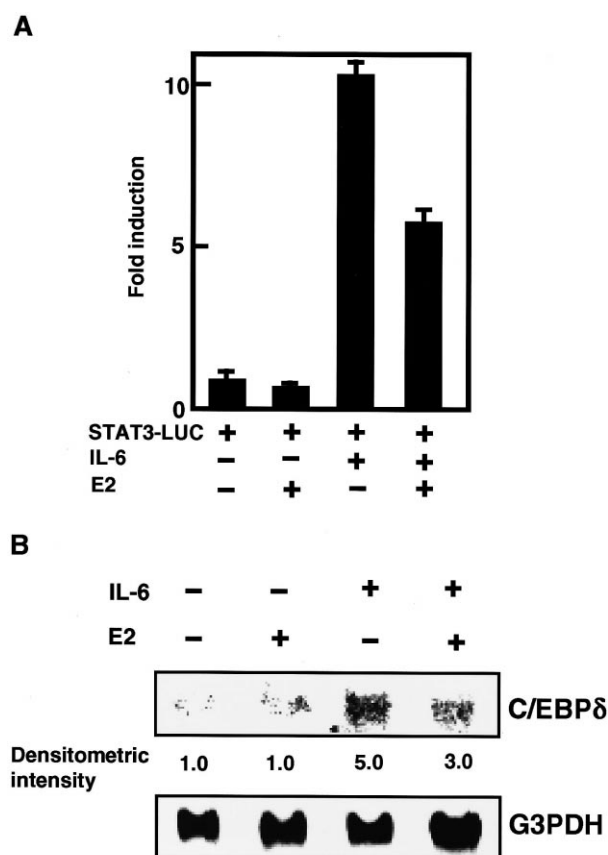 A
Fold induction
10
5
0
STAT3-LUC + + + +
IL-6 − − + +
E2 − + − +
B
IL-6 − − + +
E2 − + − +
C/EBPδ
Densitometric intensity 1.0 1.0 5.0 3.0
G3PDH